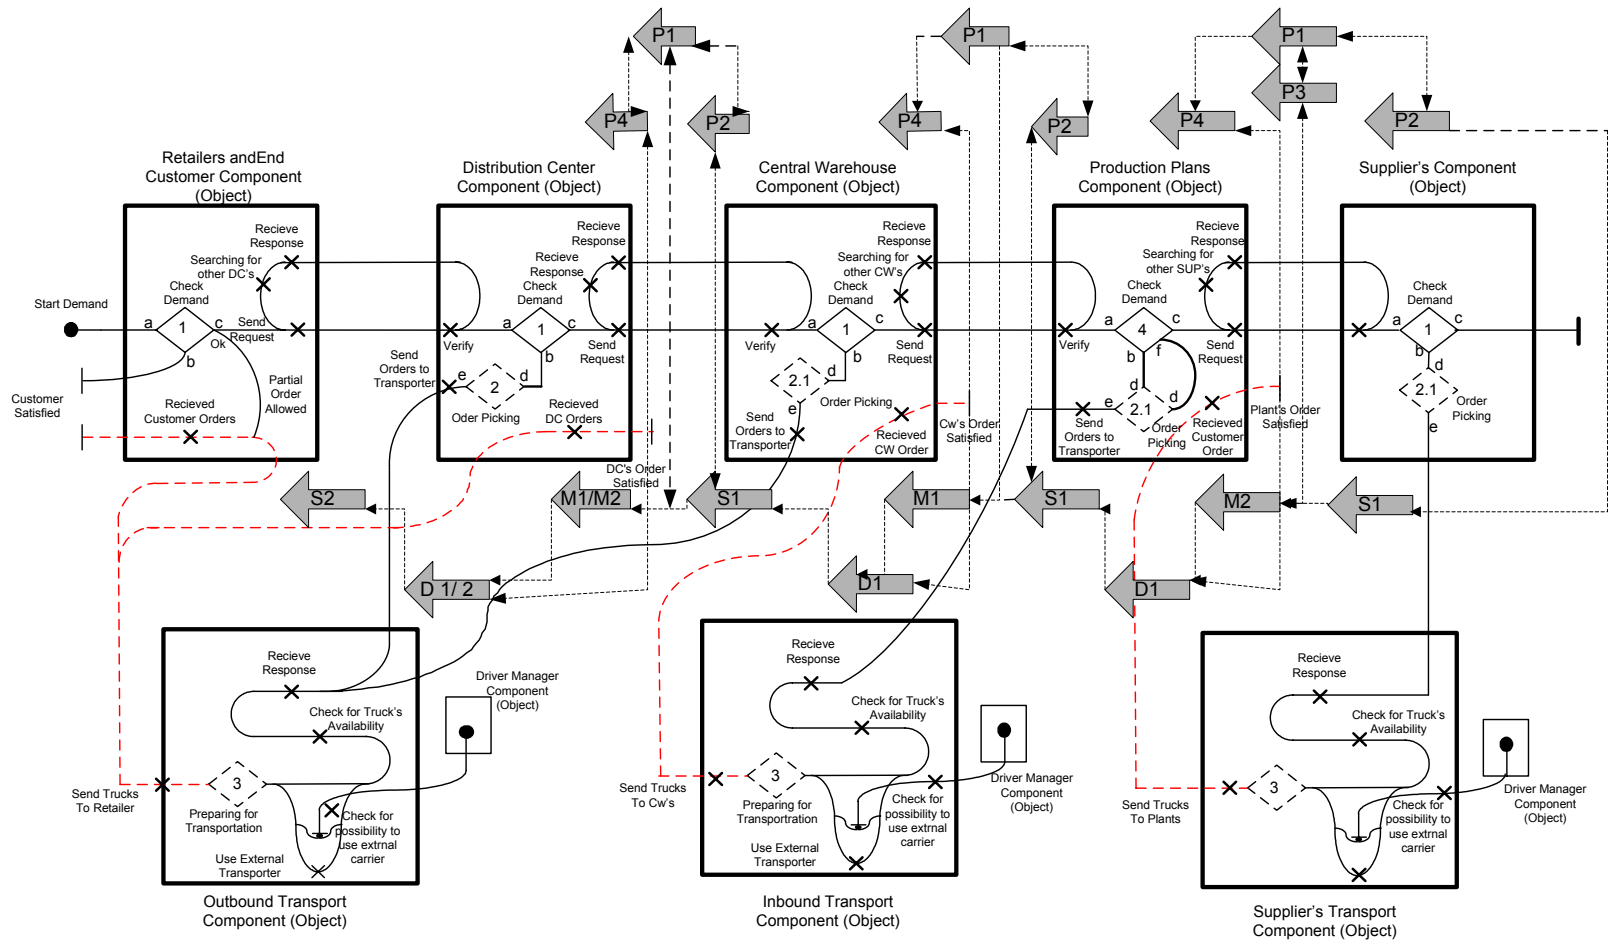 P1
P1
P1
P3
P4
P2
P4
P2
P4
P2
Retailers andEnd
Customer Component
(Object)
Distribution Center
Component (Object)
Central Warehouse
Component (Object)
Production Plans
Component (Object)
Supplier's Component
(Object)
Start Demand
Recieve
Response
Searching for
other DC's
Check
Demand
a
1
c
Ok
b
Send
Request
Customer
Satisfied
Partial
Order
Allowed
Recieved
Customer Orders
Recieve
Response
Recieve
Response
Check
Demand
1
c
b
Verify
Send
Request
Send
Orders to
Transporter
e
2
d
Oder Picking
Recieved
DC Orders
DC's Order
Satisfied
Recieve
Response
Searching for
other CW's
Check
Demand
a
1
c
b
Verify
Send
Request
2.1
d
e
Order Picking
Send
Orders to
Transporter
Recieved
CW Order
Cw's Order
Satisfied
Recieve
Response
Searching for
other SUP's
Check
Demand
a
4
c
b
f
Verify
Send
Request
d
e
2.1
d
Order
Picking
Send
Orders to
Transporter
Recieved
Customer
Order
Plant's Order
Satisfied
Check
Demand
a
1
c
b
d
2.1
Order
Picking
e
S2
M1/M2
S1
M1
S1
M2
S1
D 1/ 2
D1
D1
Recieve
Response
Check for Truck's
Availability
Driver Manager
Component
(Object)
3
Send Trucks
To Retailer
Preparing for
Transportation
Check for
possibility to
use extrnal
carrier
Use External
Transporter
Outbound Transport
Component (Object)
Recieve
Response
Check for Truck's
Availability
Driver Manager
Component
(Object)
3
Send Trucks
To Cw's
Preparing for
Transportration
Check for
possibility to
use extrnal
carrier
Use External
Transporter
Inbound Transport
Component (Object)
Recieve
Response
Check for Truck's
Availability
Driver Manager
Component
(Object)
3
Send Trucks
To Plants
Check for
possibility to
use extrnal
carrier
Supplier's Transport
Component (Object)